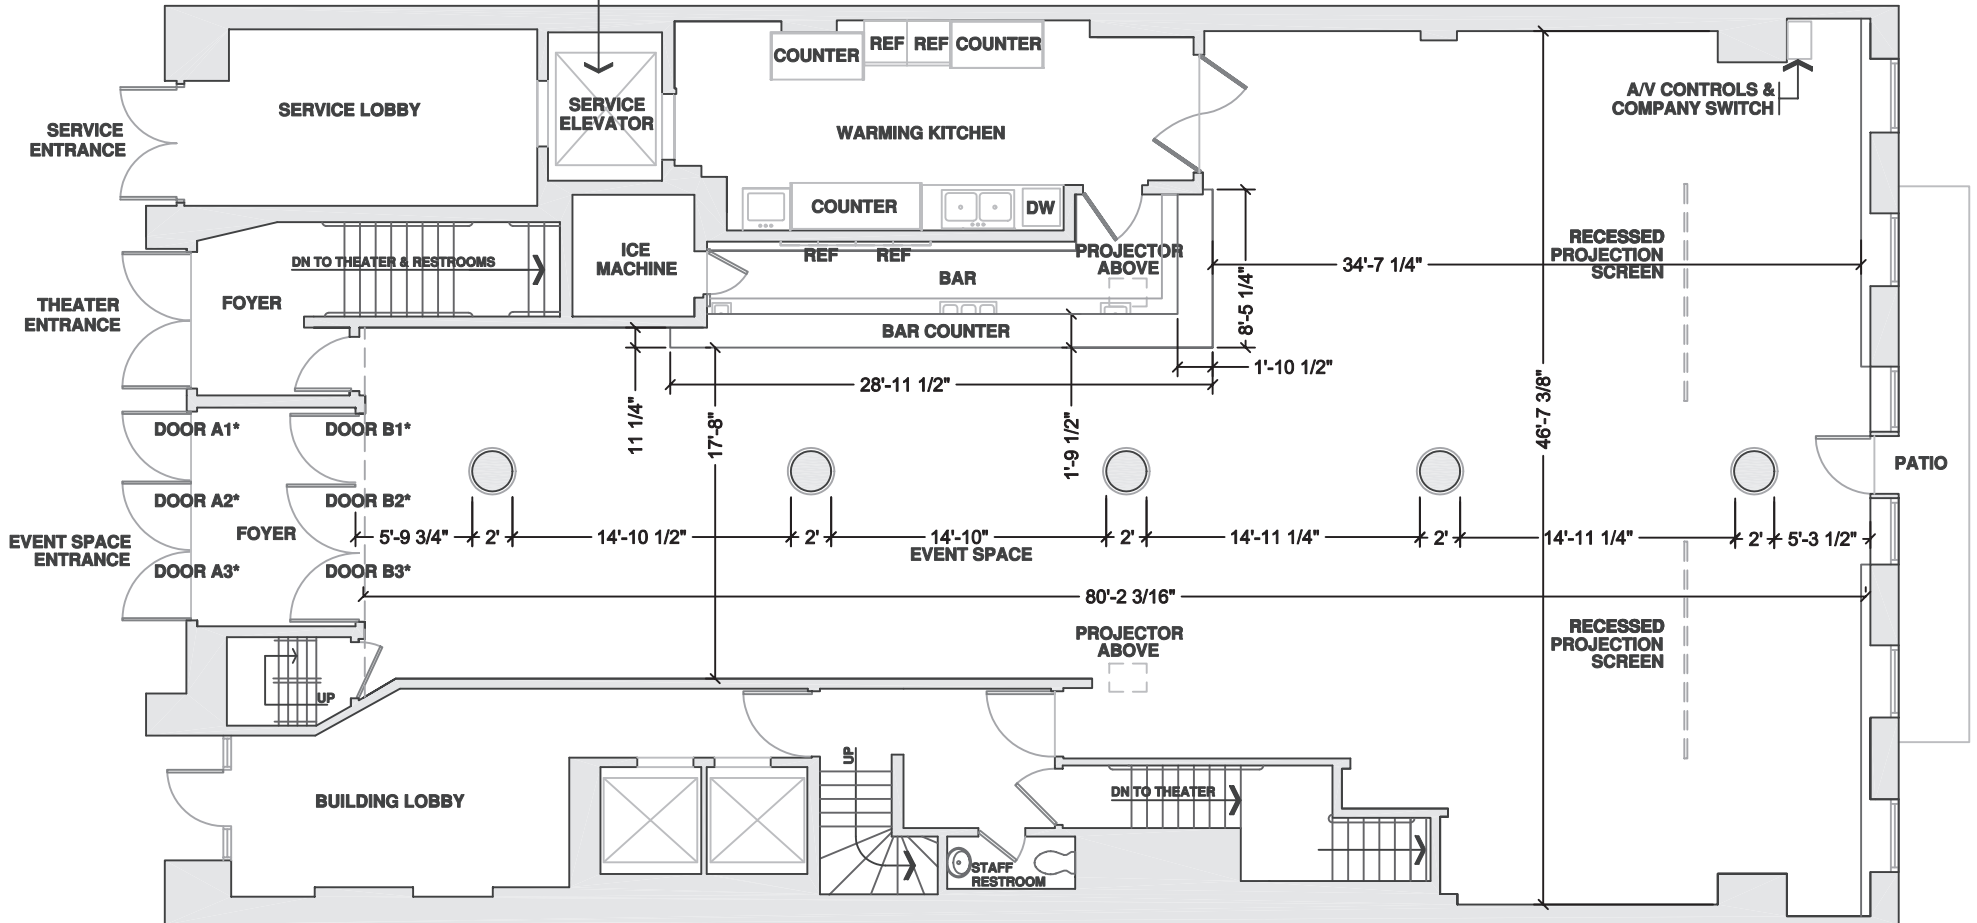 COUNTER
REF
REF
COUNTER
SERVICE LOBBY
SERVICE
ELEVATOR
WARMING KITCHEN
A/V CONTROLS &
COMPANY SWITCH
SERVICE
ENTRANCE
COUNTER
DW
ICE
MACHINE
REF
REF
BAR
PROJECTOR
ABOVE
RECESSED
PROJECTION
SCREEN
34'-7 1/4"
8'-5 1/4"
DN TO THEATER & RESTROOMS
FOYER
THEATER
ENTRANCE
BAR COUNTER
1'-10 1/2"
28'-11 1/2"
11 1/4"
17'-8"
1'-9 1/2"
46'-7 3/8"
DOOR A1*
DOOR B1*
DOOR A2*
DOOR B2*
FOYER
DOOR A3*
DOOR B3*
EVENT SPACE
ENTRANCE
PATIO
5'-9 3/4"
2'
14'-10 1/2"
2'
14'-10"
2'
14'-11 1/4"
2'
14'-11 1/4"
2'
5'-3 1/2"
EVENT SPACE
80'-2 3/16"
PROJECTOR
ABOVE
RECESSED
PROJECTION
SCREEN
UP
UP
BUILDING LOBBY
DN TO THEATER
STAFF
RESTROOM